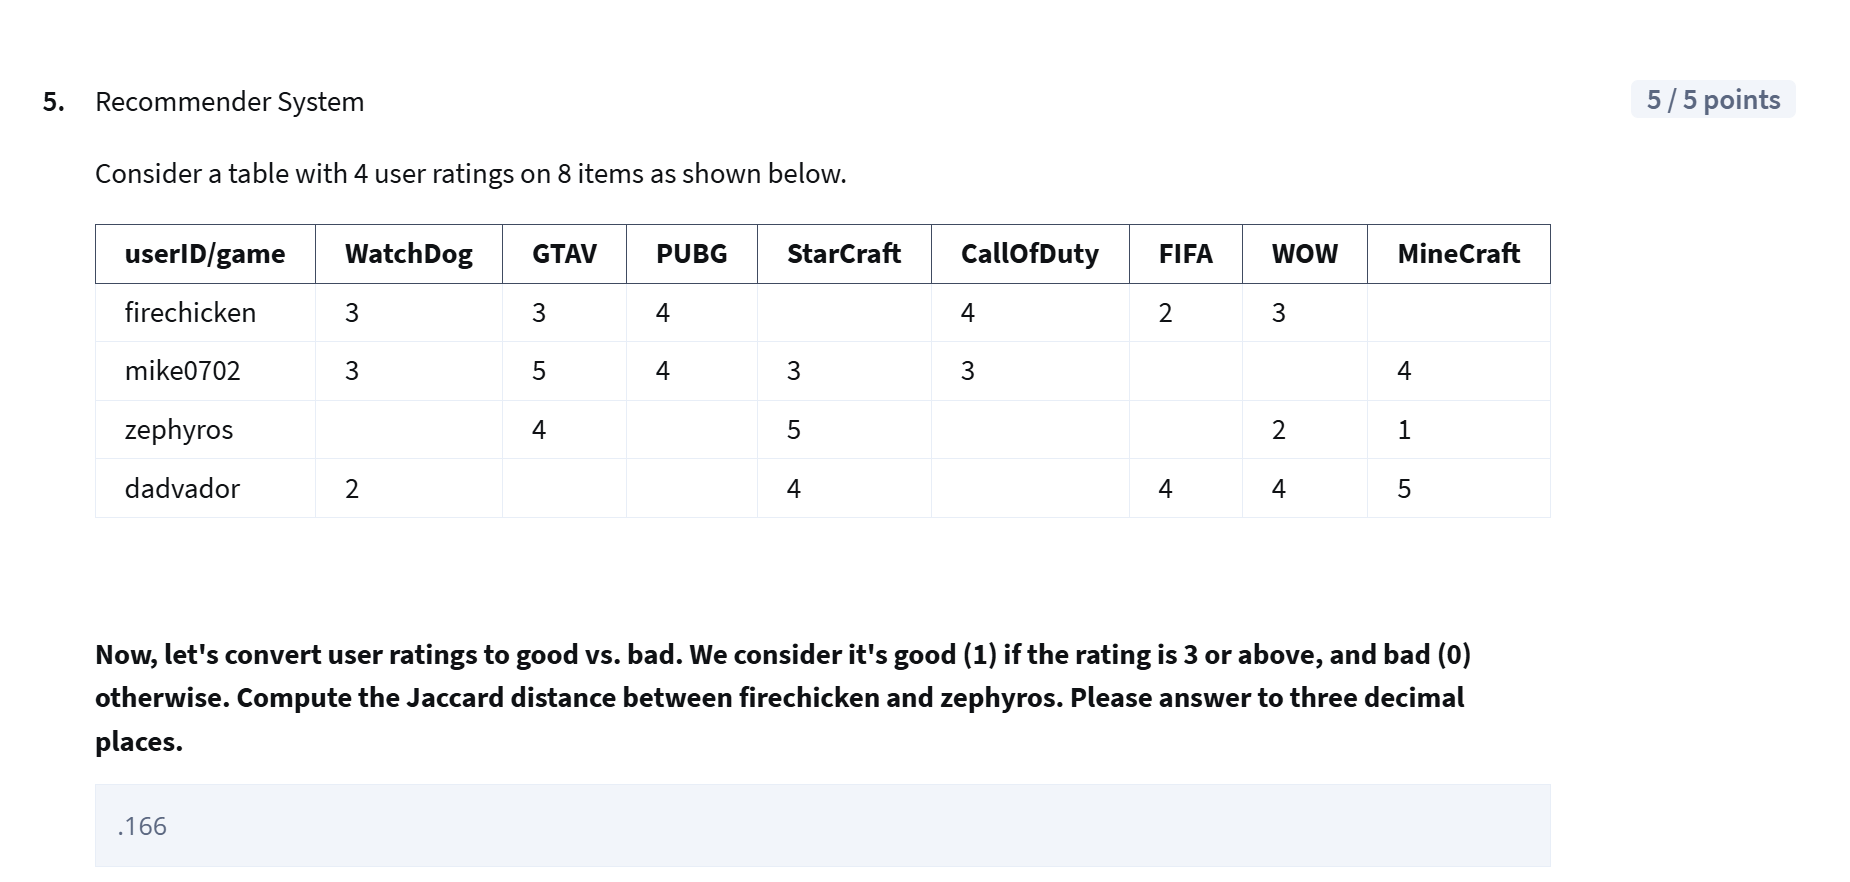 5. Recommender System 5 / 5 points
Consider a table with 4 user ratings on 8 items as shown below.
userID/game WatchDog GTAV PUBG StarCraft CallOfDuty FIFA WOW MineCraft
firechicken 3 3 4 4 2 3
mike0702 3 5 4 3 3 4
zephyros 4 5 2 1
dadvador 2 4 4 4 5
Now, let's convert user ratings to good vs. bad. We consider it's good (1) if the rating is 3 or above, and bad (0)
otherwise. Compute the Jaccard distance between firechicken and zephyros. Please answer to three decimal
places.
.166